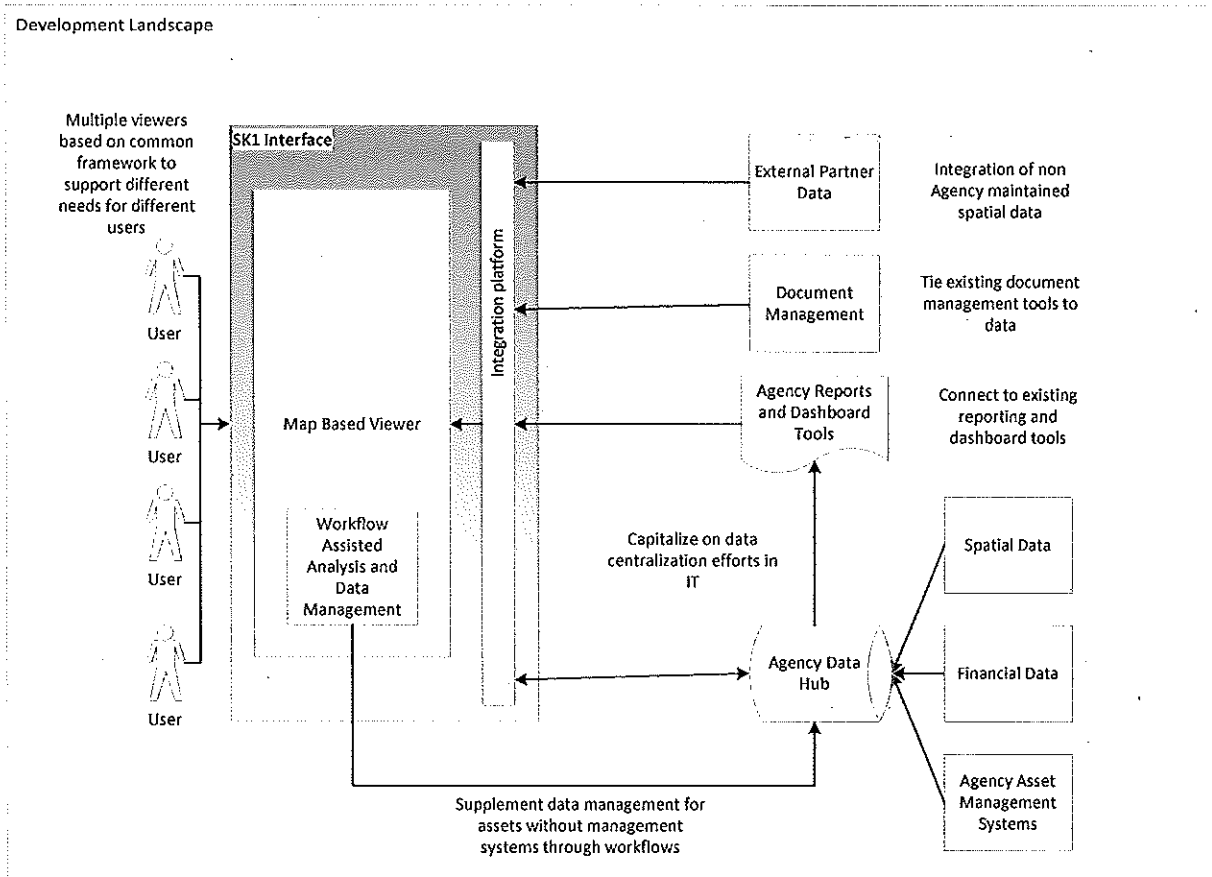 Development Landscape
Multiple viewers
based on common
framework to
support different
needs for different
users
User
User
User
User
SK1 Interface
Map Based Viewer
Workflow
Assisted
Analysis and
Data
Management
Integration platform
External Partner
Data
Integration of non
Agency maintained
spatial data
Document
Management
Tie existing document
management tools to
data
Agency Reports
and Dashboard
Tools
Connect to existing
reporting and
dashboard tools
Capitalize on data
centralization efforts in
IT
Agency Data
Hub
Spatial Data
Financial Data
Agency Asset
Management
Systems
Supplement data management for
assets without management
systems through workflows